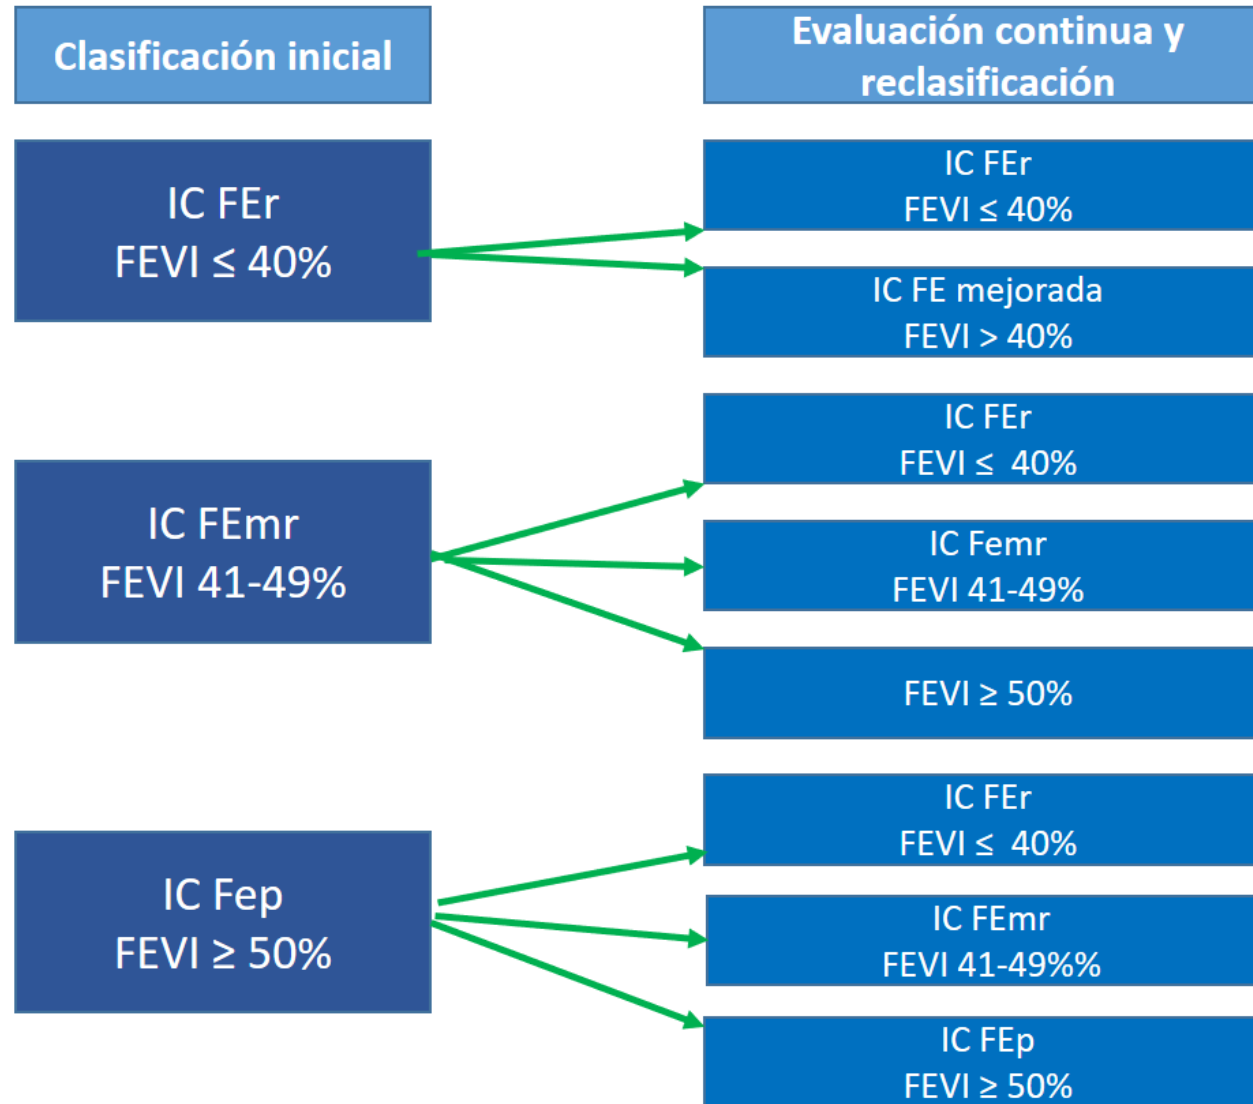 Clasificación inicial
Evaluación continua y
reclasificación
IC FEr
FEVI ≤ 40%
IC FEr
FEVI ≤ 40%
IC FE mejorada
FEVI > 40%
IC FEmr
FEVI 41-49%
IC FEr
FEVI ≤ 40%
IC Femr
FEVI 41-49%
FEVI ≥ 50%
IC Fep
FEVI ≥ 50%
IC FEr
FEVI ≤ 40%
IC FEmr
FEVI 41-49%%
IC FEp
FEVI ≥ 50%